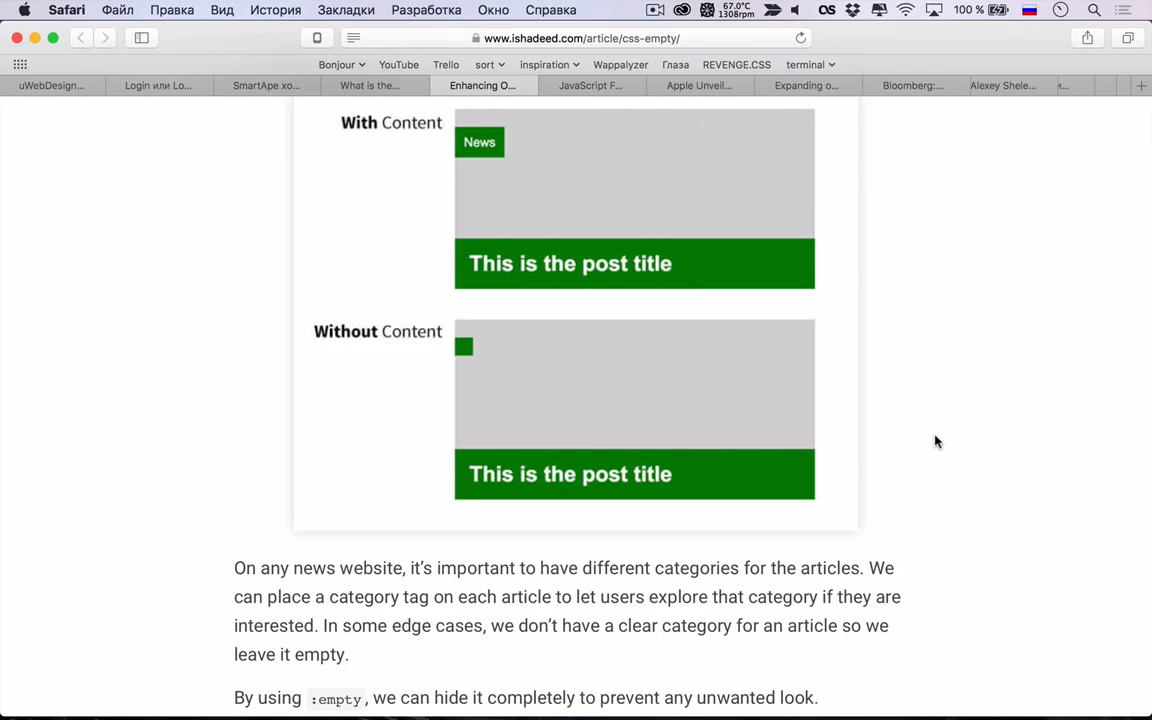 Safari Файл Правка Вид История Закладки Разработка Окно Справка 67.0°C 1308rpm 100 %
www.ishadeed.com/article/css-empty/
Bonjour YouTube Trello sort inspiration Wappalyzer Глаза REVENGE.CSS terminal
uWebDesign... Login или Lo... SmartApe хо... What is the... Enhancing O... JavaScript F... Apple Unveil... Expanding o... Bloomberg:... Alexey Shele...
With Content
News
This is the post title
Without Content
This is the post title
On any news website, it’s important to have different categories for the articles. We
can place a category tag on each article to let users explore that category if they are
interested. In some edge cases, we don’t have a clear category for an article so we
leave it empty.
By using :empty, we can hide it completely to prevent any unwanted look.